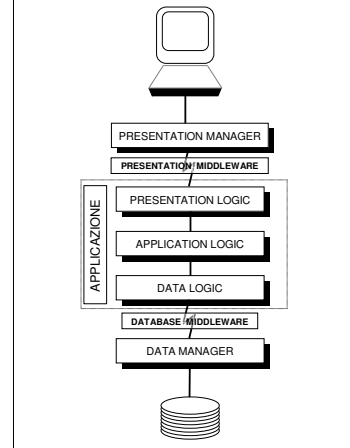 PRESENTATION MANAGER
PRESENTATION MIDDLEWARE
APPLICAZIONE
PRESENTATION LOGIC
APPLICATION LOGIC
DATA LOGIC
DATABASE MIDDLEWARE
DATA MANAGER